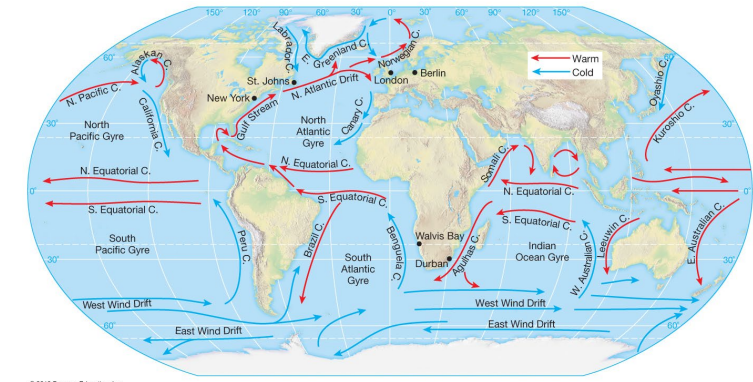 150° 120° 90° 60° 30° 0° 30° 60° 90° 120° 150°
Labrador C.
E. Greenland C.
Norwegian C.
Alaskan C.
60°
60°
Warm
Cold
St. Johns
London
Berlin
N. Atlantic Drift
N. Pacific C.
New York
Gulf Stream
California C.
Canary C.
Oyashio C.
Kuroshio C.
North
Pacific Gyre
North
Atlantic
Gyre
30°
30°
N. Equatorial C.
N. Equatorial C.
Somali C.
N. Equatorial C.
0°
0°
S. Equatorial C.
S. Equatorial C.
S. Equatorial C.
South
Pacific Gyre
Peru C.
Brazil C.
South
Atlantic
Gyre
Benguela C.
Walvis Bay
Durban
Agulhas C.
Indian
Ocean Gyre
W. Australian C.
Leeuwin C.
E. Australian C.
30°
30°
West Wind Drift
West Wind Drift
East Wind Drift
East Wind Drift
60°
60°